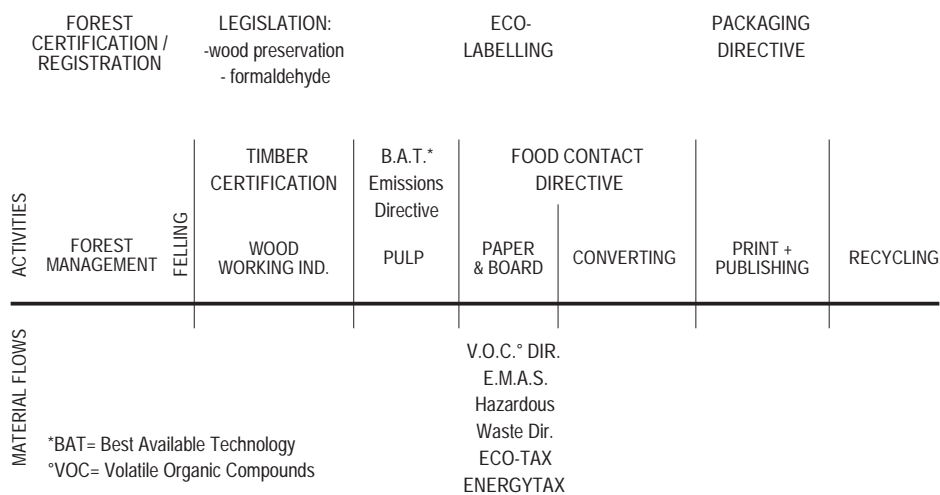 FOREST
CERTIFICATION /
REGISTRATION
LEGISLATION:
-wood preservation
- formaldehyde
ECO-
LABELLING
PACKAGING
DIRECTIVE
TIMBER
CERTIFICATION
B.A.T.*
Emissions
Directive
FOOD CONTACT
DIRECTIVE
ACTIVITIES
FOREST
MANAGEMENT
FELLING
WOOD
WORKING IND.
PULP
PAPER
& BOARD
CONVERTING
PRINT +
PUBLISHING
RECYCLING
MATERIAL FLOWS
V.O.C.° DIR.
E.M.A.S.
Hazardous
Waste Dir.
ECO-TAX
ENERGYTAX
*BAT= Best Available Technology
°VOC= Volatile Organic Compounds